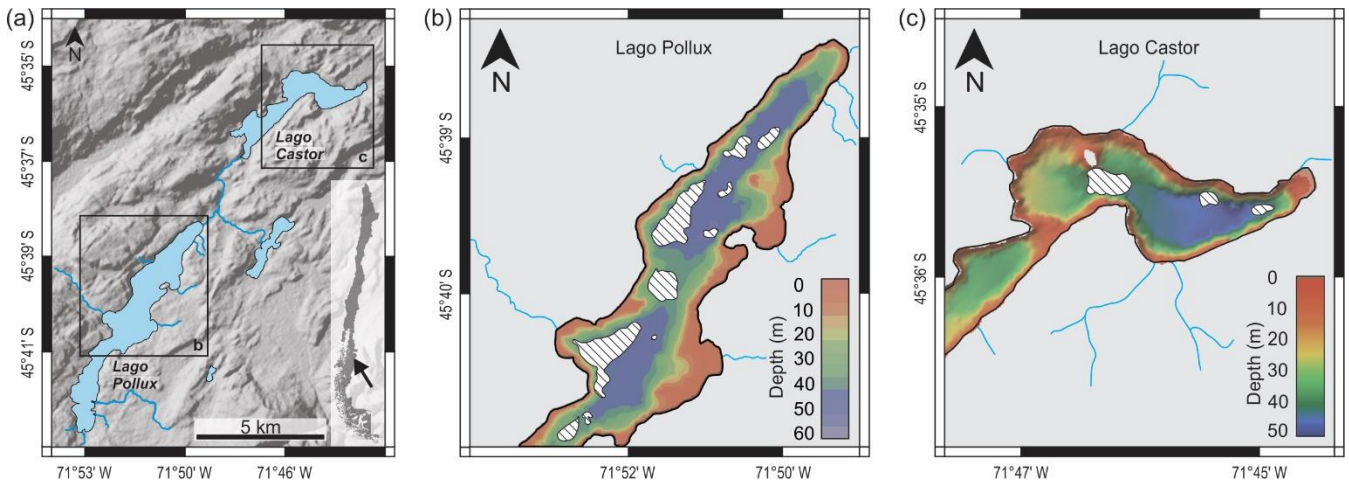 (a)
N
45°35' S
45°37' S
45°39' S
45°41' S
Lago
Castor
c
b
Lago
Pollux
5 km
71°53' W
71°50' W
71°46' W
(b)
Lago Pollux
N
45°39' S
45°40' S
Depth (m)
0
10
20
30
40
50
60
71°52' W
71°50' W
(c)
Lago Castor
N
45°35' S
45°36' S
Depth (m)
0
10
20
30
40
50
71°47' W
71°45' W